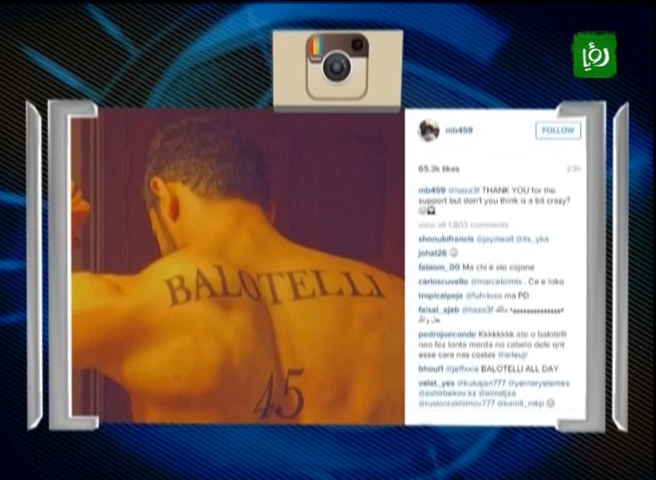 رؤيا
BALOTELLI
45
mb459
FOLLOW
65.3k likes
23h
mb459 @haza3f THANK YOU for the
support but don't you think is a bit crazy?
view all 1,803 comments
shonubifrancis @jaymeall @its_yka
johal26
fabiom_00 Ma chi è sto cojone
carloscuvello @marcelolmix . Ce e loko
tropicalpeja @fuhrloso ma PD
faisal_ajab @haza3f
pedrojoeconde Kkkkkkkk ate o balotelli
nao fez tanta merda no cabelo dele qnt
esse cara nas costas @arleujr
bhoul1 @jeffixxie BALOTELLI ALL DAY
valet_yes @kukajan777 @yernaryelemes
@ashirbekov.kz @almatjza
@ruslanrakhimov777 @kamil_mkp